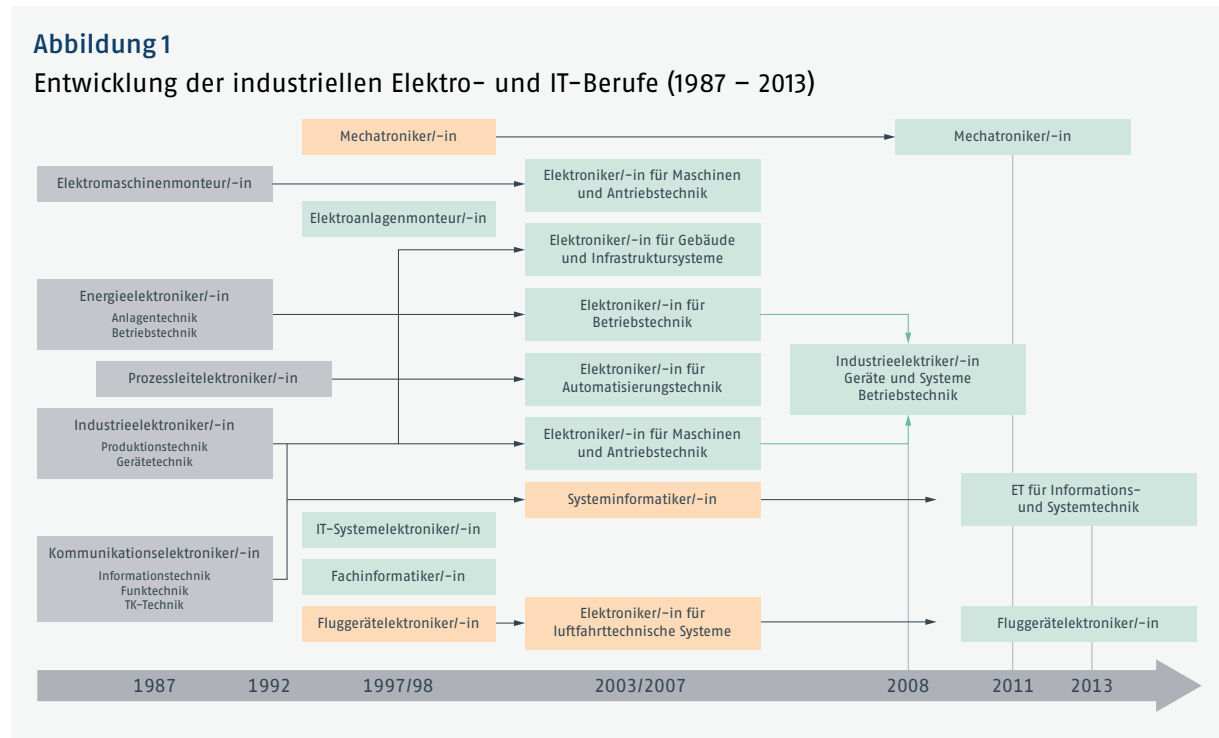 Abbildung 1
Entwicklung der industriellen Elektro- und IT-Berufe (1987 – 2013)
Mechatroniker/-in
Mechatroniker/-in
Elektromaschinenmonteur/-in
Elektroniker/-in für Maschinen
und Antriebstechnik
Elektroanlagenmonteur/-in
Elektroniker/-in für Gebäude
und Infrastruktursysteme
Energieelektroniker/-in
Anlagentechnik
Betriebstechnik
Elektroniker/-in für
Betriebstechnik
Prozessleitelektroniker/-in
Elektroniker/-in für
Automatisierungstechnik
Industrieelektriker/-in
Geräte und Systeme
Betriebstechnik
Industrieelektroniker/-in
Produktionstechnik
Gerätetechnik
Elektroniker/-in für Maschinen
und Antriebstechnik
Systeminformatiker/-in
ET für Informations-
und Systemtechnik
IT-Systemelektroniker/-in
Kommunikationselektroniker/-in
Informationstechnik
Funktechnik
TK-Technik
Fachinformatiker/-in
Fluggerätelektroniker/-in
Elektroniker/-in für
luftfahrttechnische Systeme
Fluggerätelektroniker/-in
1987
1992
1997/98
2003/2007
2008
2011
2013